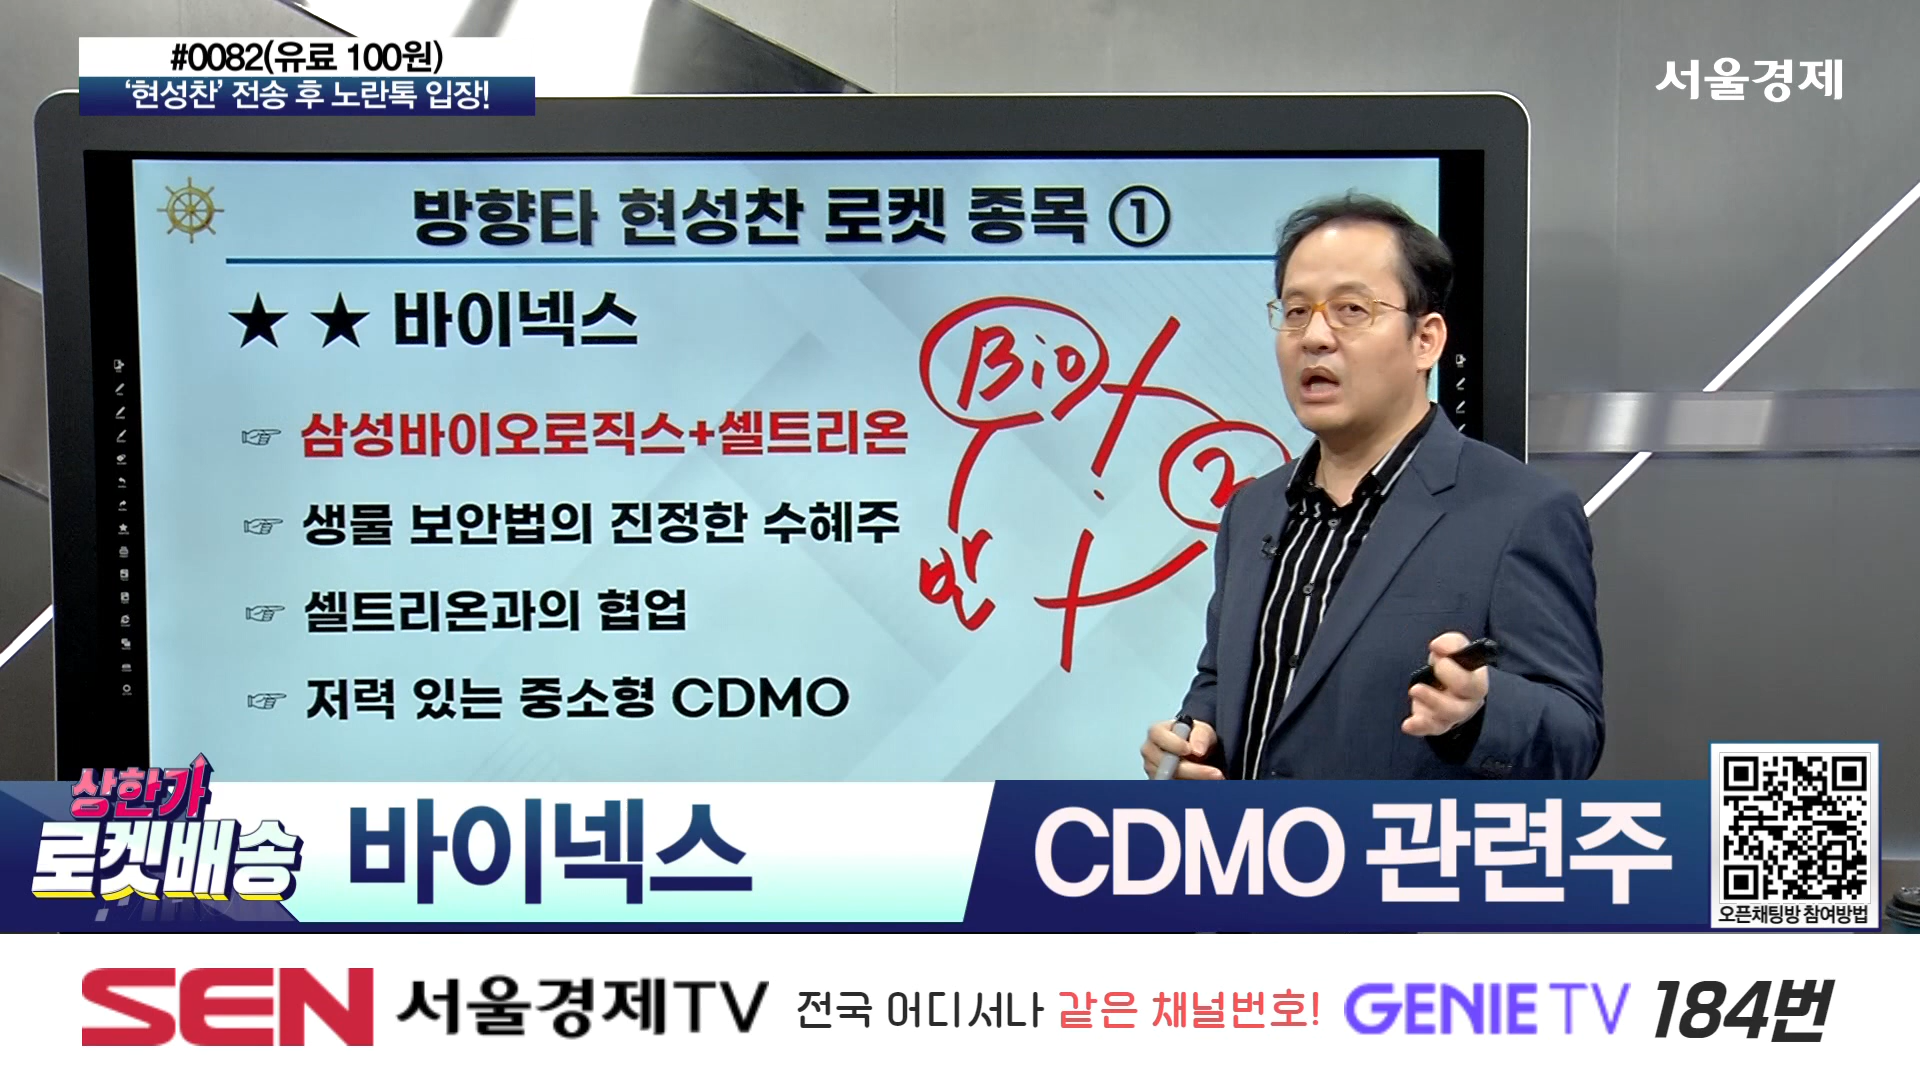 #0082(유료 100원)
‘현성찬’ 전송 후 노란톡 입장!
서울경제
방향타 현성찬 로켓 종목 ①
★ ★ 바이넥스
☞ 삼성바이오로직스+셀트리온
☞ 생물 보안법의 진정한 수혜주
☞ 셀트리온과의 협업
☞ 저력 있는 중소형 CDMO
Bio
2
상한가
로켓배송
바이넥스
CDMO 관련주
오픈채팅방 참여방법
SEN 서울경제TV 전국 어디서나 같은 채널번호! GENIE TV 184번